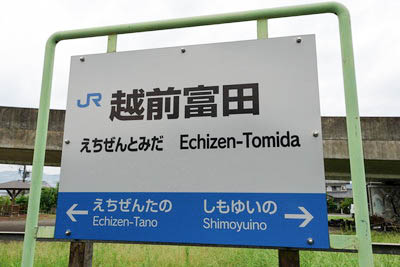 JR 越前富田
えちぜんとみだ Echizen-Tomida
えちぜんたの しもゆいの
Echizen-Tano Shimoyuino